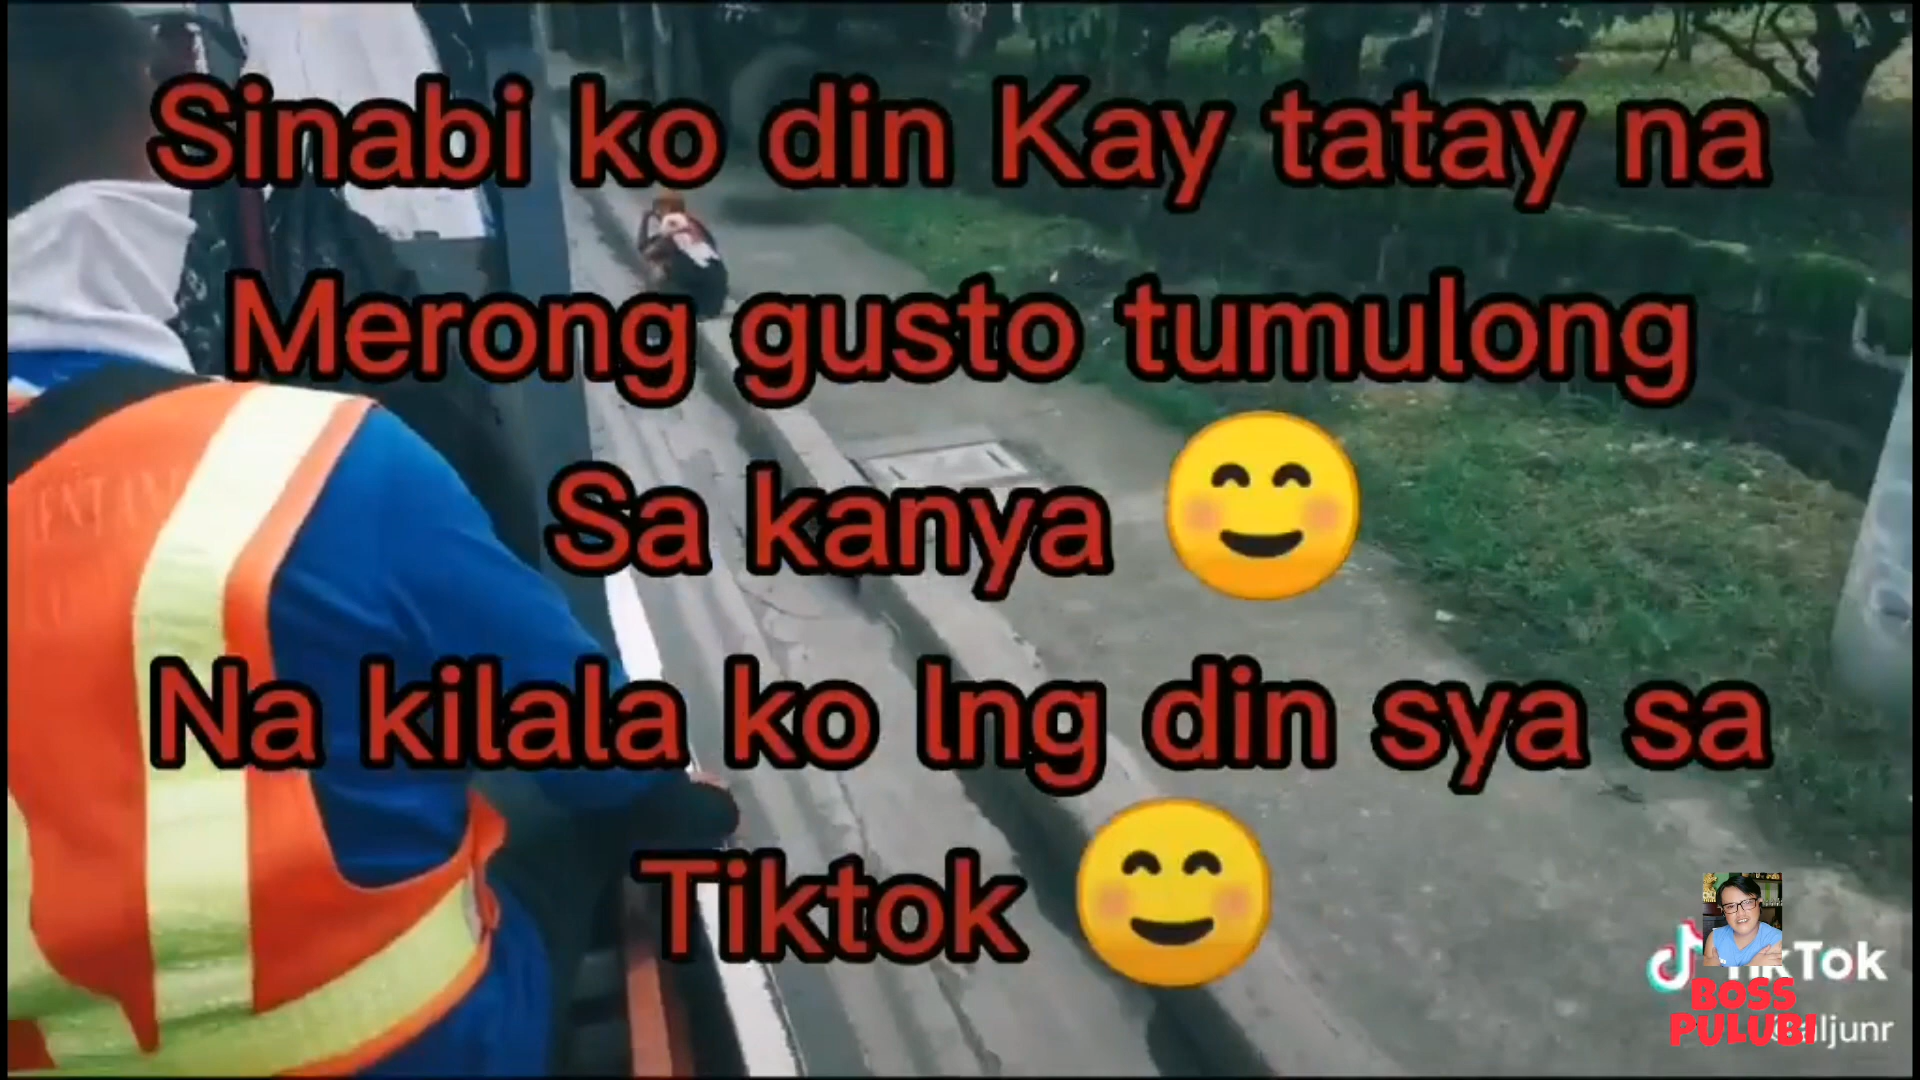 Sinabi ko din Kay tatay na
Merong gusto tumulong
Sa kanya 😊
Na kilala ko lng din sya sa
Tiktok 😊
TikTok
BOSS
PULUBI